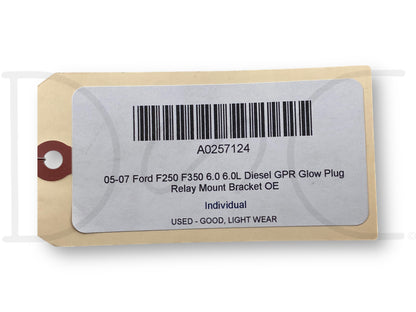 A0257124
05-07 Ford F250 F350 6.0 6.0L Diesel GPR Glow Plug
Relay Mount Bracket OE
Individual
USED - GOOD, LIGHT WEAR